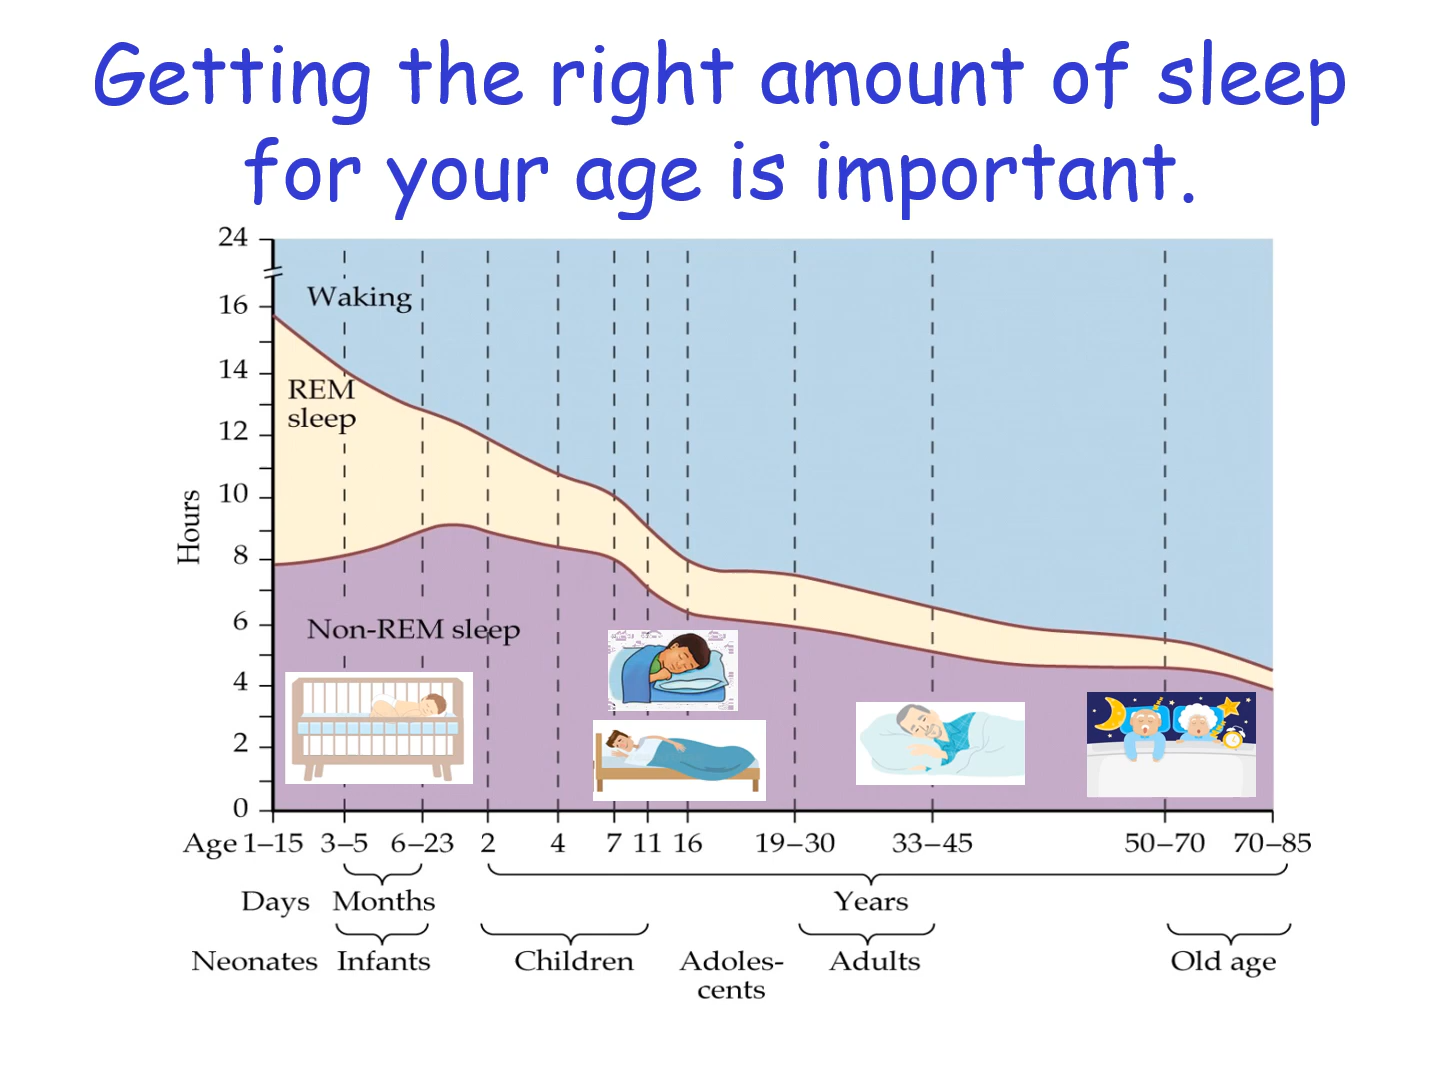 Getting the right amount of sleep
for your age is important.
24
Waking
16
14
REM
sleep
12
10
Hours
8
6
Non-REM sleep
4
2
0
Age 1–15 3–5 6–23 2 4 7 11 16 19–30 33–45 50–70 70–85
Days Months Years
Neonates Infants Children Adoles-
cents Adults Old age